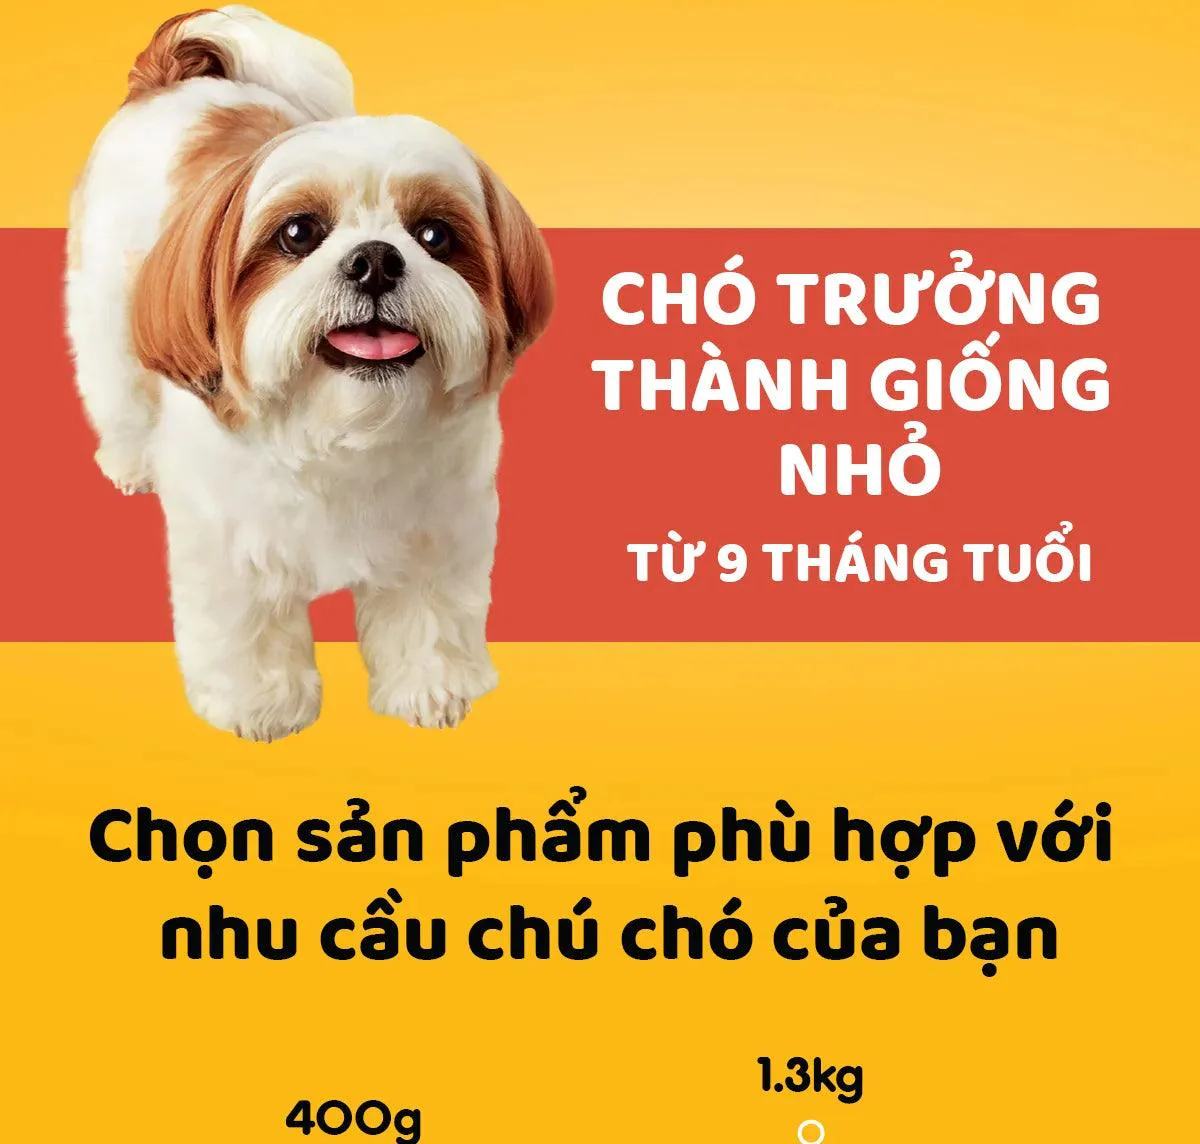 CHÓ TRƯỞNG
THÀNH GIỐNG
NHỎ
TỪ 9 THÁNG TUỔI
Chọn sản phẩm phù hợp với
nhu cầu chú chó của bạn
1.3kg
400g